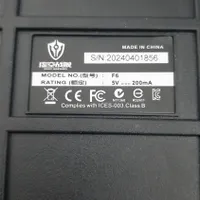 MADE IN CHINA
S/N:20240401856
MODEL NO.(型号): F6
RATING (额定): 5V⎓200mA
Complies with ICES-003 Class B